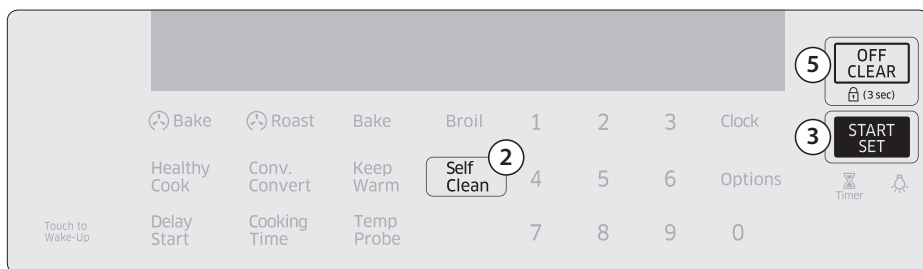 5
OFF
CLEAR
(3 sec)
Bake
Roast
Bake
Broil
1
2
3
Clock
3
START
SET
Healthy
Cook
Conv.
Convert
Keep
Warm
2
Self
Clean
4
5
6
Options
Timer
Touch to
Wake-Up
Delay
Start
Cooking
Time
Temp
Probe
7
8
9
0